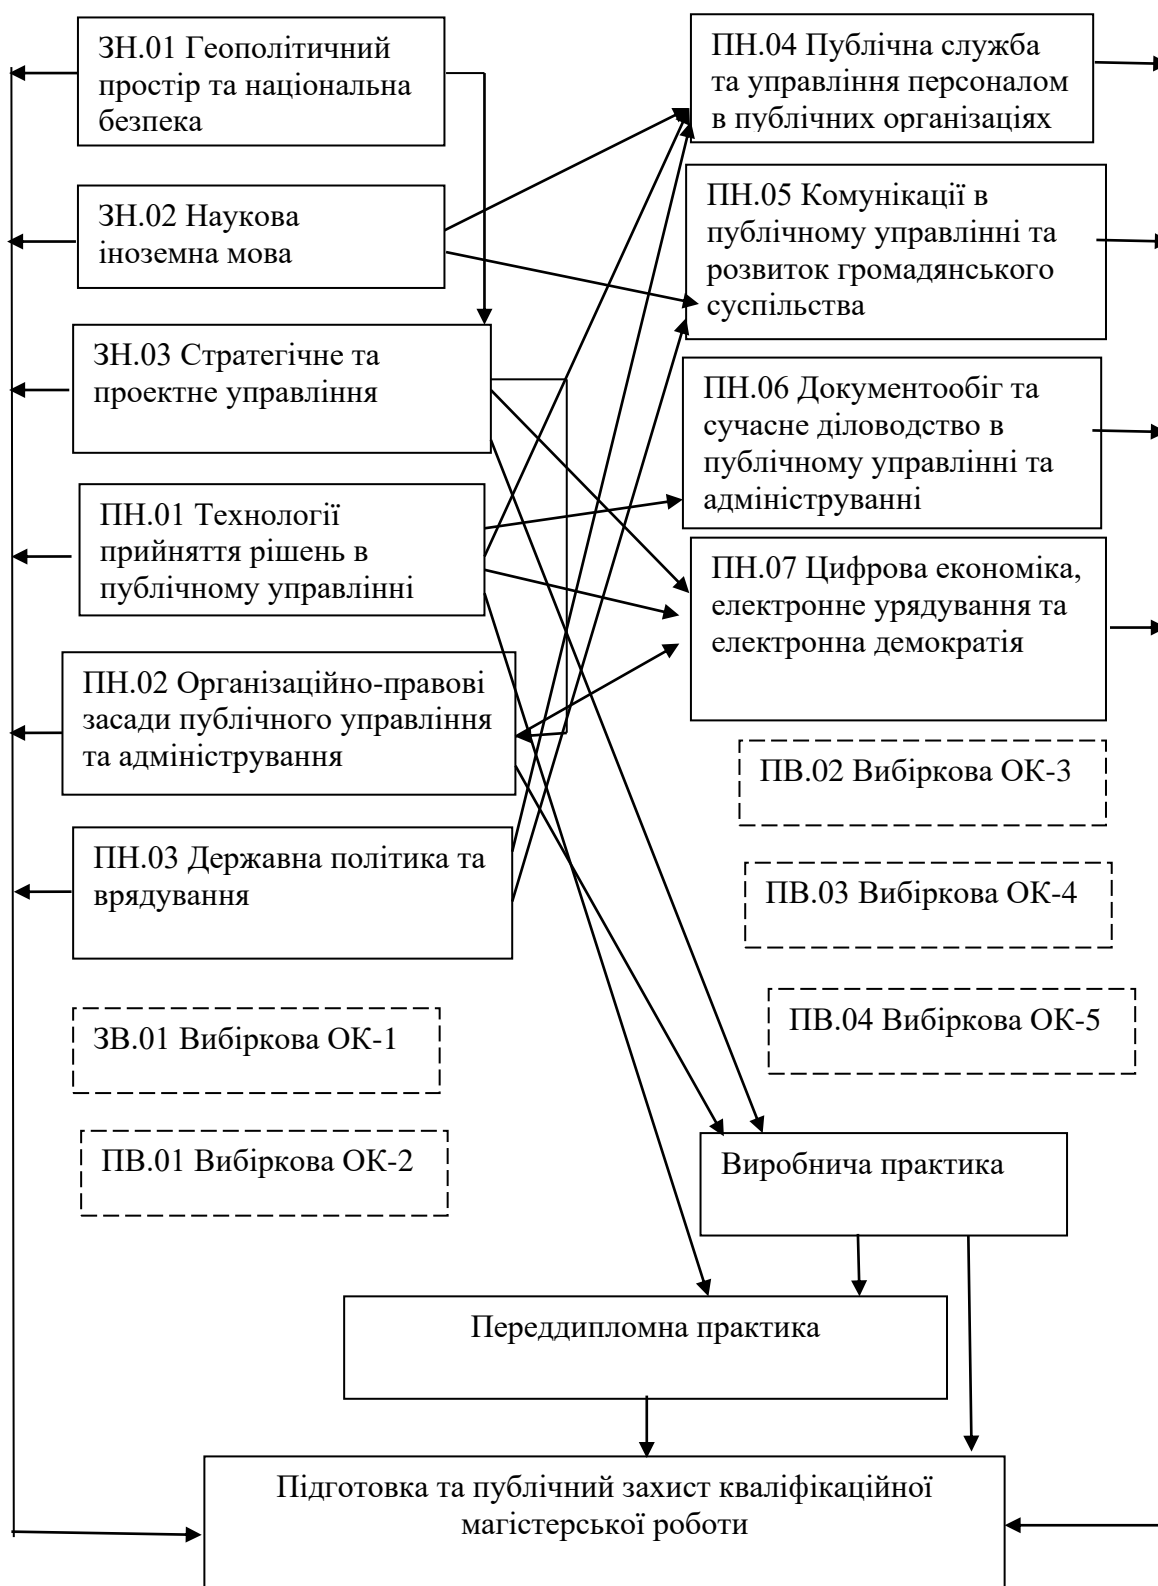 ЗН.01 Геополітичний
простір та національна
безпека
ЗН.02 Наукова
іноземна мова
ЗН.03 Стратегічне та
проектне управління
ПН.01 Технології
прийняття рішень в
публічному управлінні
ПН.02 Організаційно-правові
засади публічного управління
та адміністрування
ПН.03 Державна політика та
врядування
ЗВ.01 Вибіркова ОК-1
ПВ.01 Вибіркова ОК-2
ПН.04 Публічна служба
та управління персоналом
в публічних організаціях
ПН.05 Комунікації в
публічному управлінні та
розвиток громадянського
суспільства
ПН.06 Документообіг та
сучасне діловодство в
публічному управлінні та
адмініструванні
ПН.07 Цифрова економіка,
електронне урядування та
електронна демократія
ПВ.02 Вибіркова ОК-3
ПВ.03 Вибіркова ОК-4
ПВ.04 Вибіркова ОК-5
Виробнича практика
Переддипломна практика
Підготовка та публічний захист кваліфікаційної
магістерської роботи